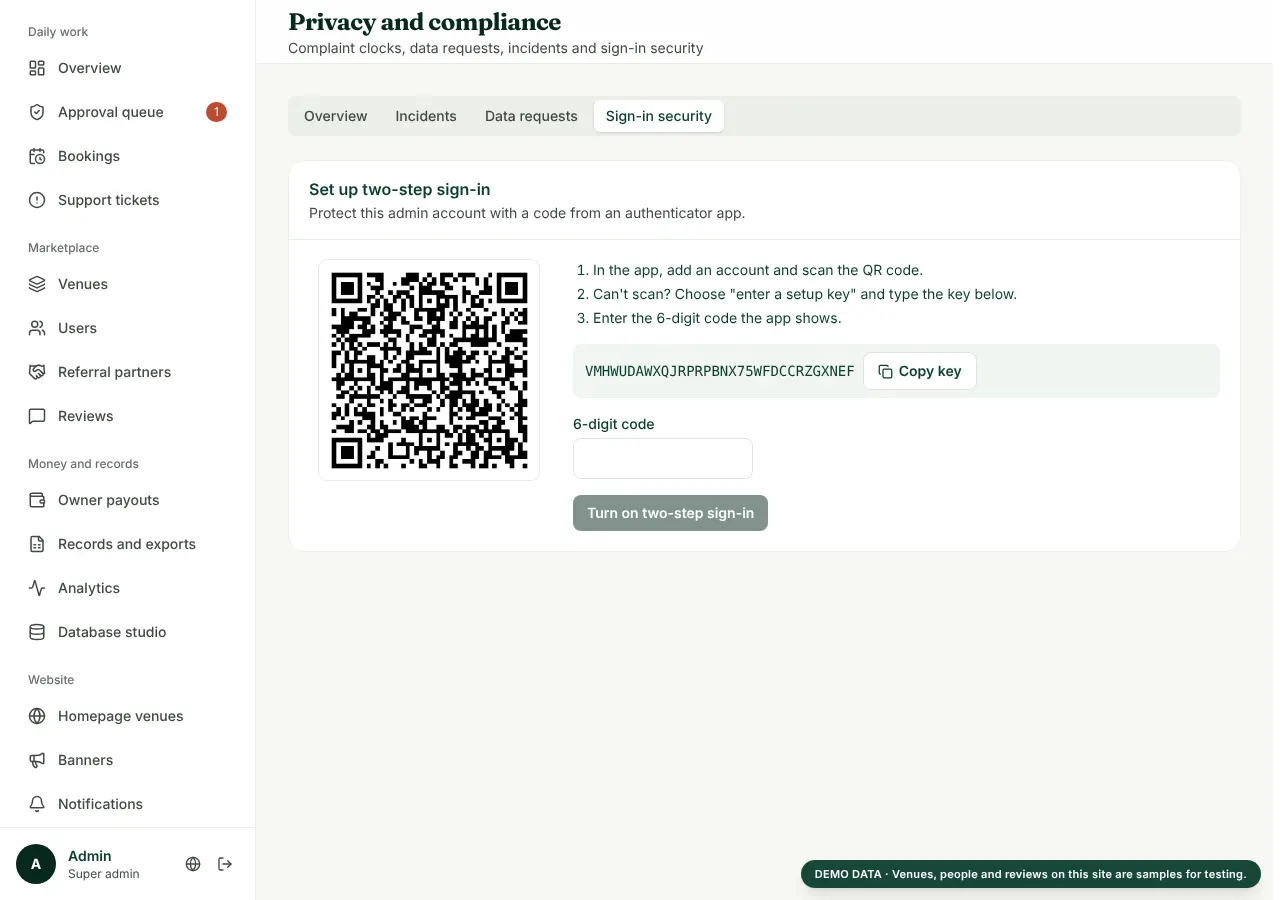 Daily work
Overview
Approval queue 1
Bookings
Support tickets
Marketplace
Venues
Users
Referral partners
Reviews
Money and records
Owner payouts
Records and exports
Analytics
Database studio
Website
Homepage venues
Banners
Notifications
A
Admin
Super admin
Privacy and compliance
Complaint clocks, data requests, incidents and sign-in security
Overview Incidents Data requests Sign-in security
Set up two-step sign-in
Protect this admin account with a code from an authenticator app.
1. In the app, add an account and scan the QR code.
2. Can't scan? Choose "enter a setup key" and type the key below.
3. Enter the 6-digit code the app shows.
VMHWUDAWXQJRPRPBNX75WFDCCRZGXNEF Copy key
6-digit code
Turn on two-step sign-in
DEMO DATA · Venues, people and reviews on this site are samples for testing.